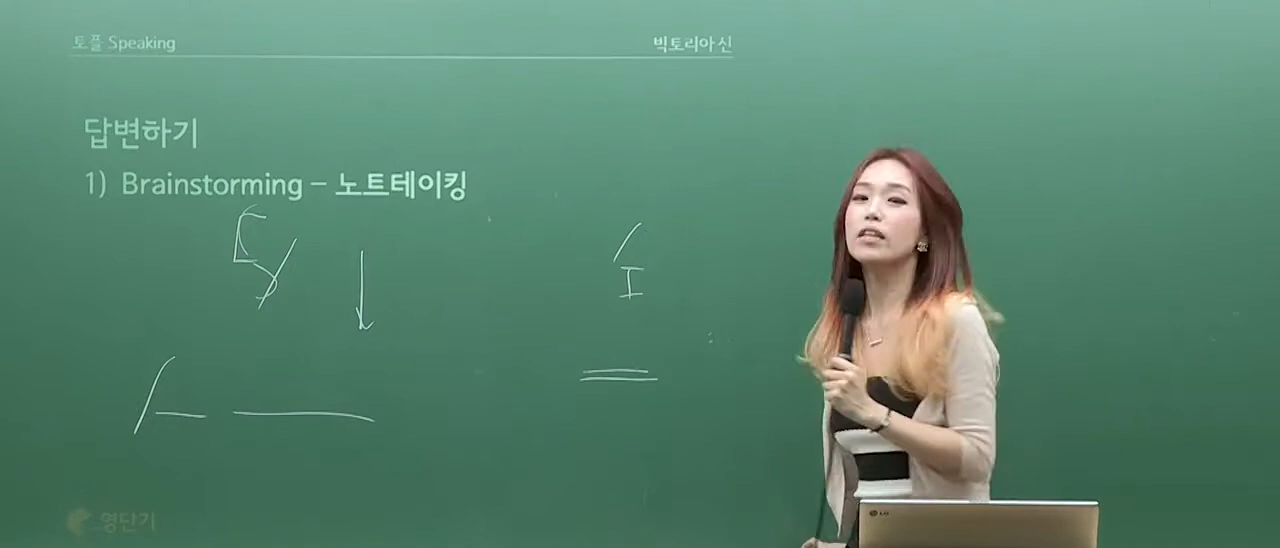 토플 Speaking
빅토리아 신
답변하기
1) Brainstorming – 노트테이킹
영단기
LG